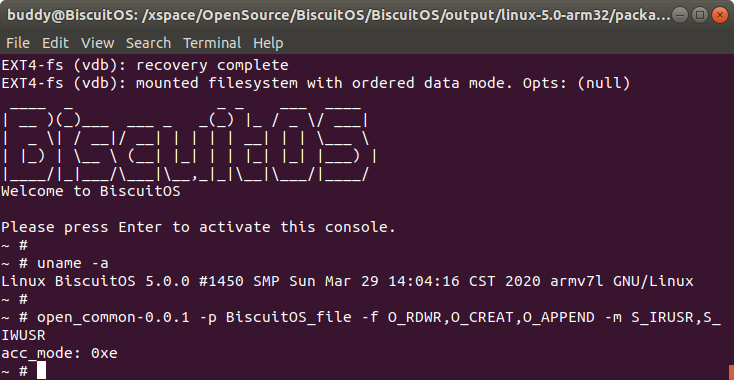 buddy@BiscuitOS: /xspace/OpenSource/BiscuitOS/BiscuitOS/output/linux-5.0-arm32/packa...
File Edit View Search Terminal Help
EXT4-fs (vdb): recovery complete
EXT4-fs (vdb): mounted filesystem with ordered data mode. Opts: (null)
BiscuitOS
Welcome to BiscuitOS
Please press Enter to activate this console.
~ #
~ # uname -a
Linux BiscuitOS 5.0.0 #1450 SMP Sun Mar 29 14:04:16 CST 2020 armv7l GNU/Linux
~ #
~ # open_common-0.0.1 -p BiscuitOS_file -f O_RDWR,O_CREAT,O_APPEND -m S_IRUSR,S_
IWUSR
acc_mode: 0xe
~ #